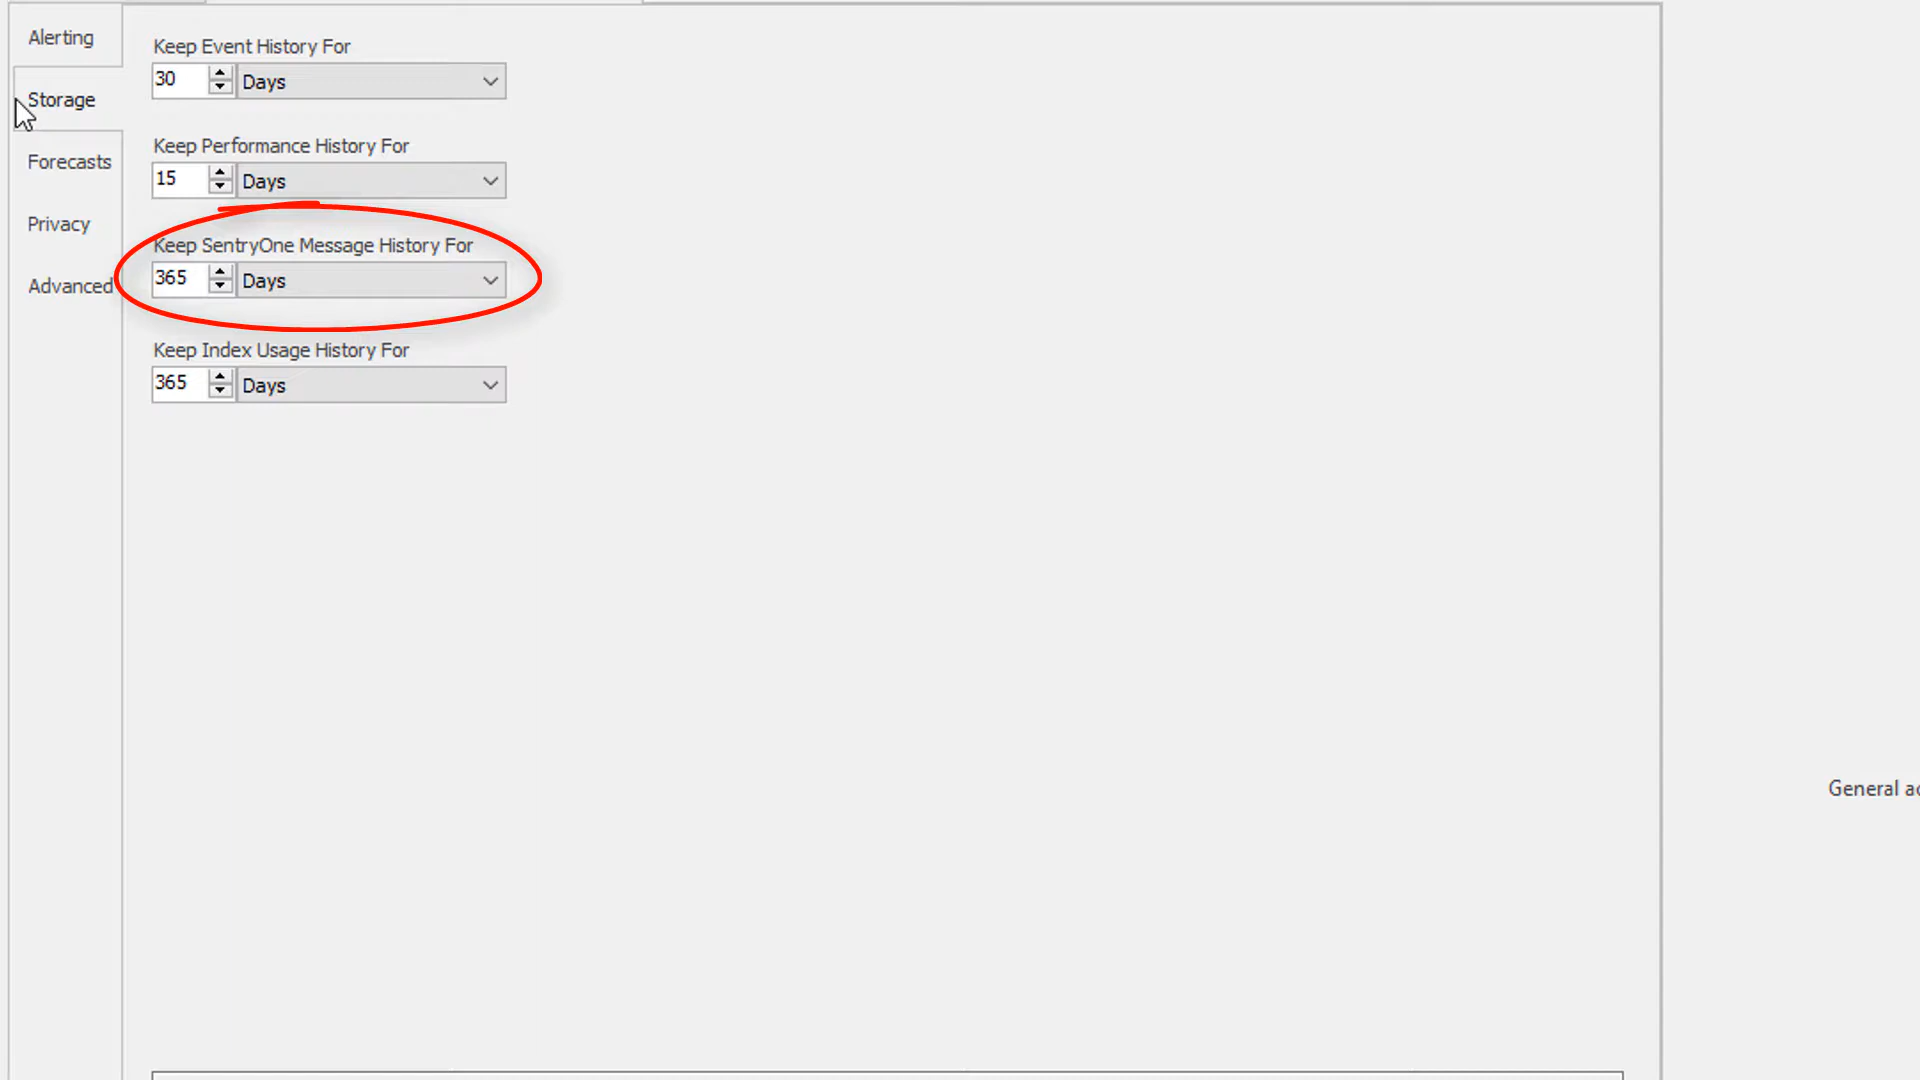 Alerting
Storage
Forecasts
Privacy
Advanced
Keep Event History For
30 Days
Keep Performance History For
15 Days
Keep SentryOne Message History For
365 Days
Keep Index Usage History For
365 Days
General